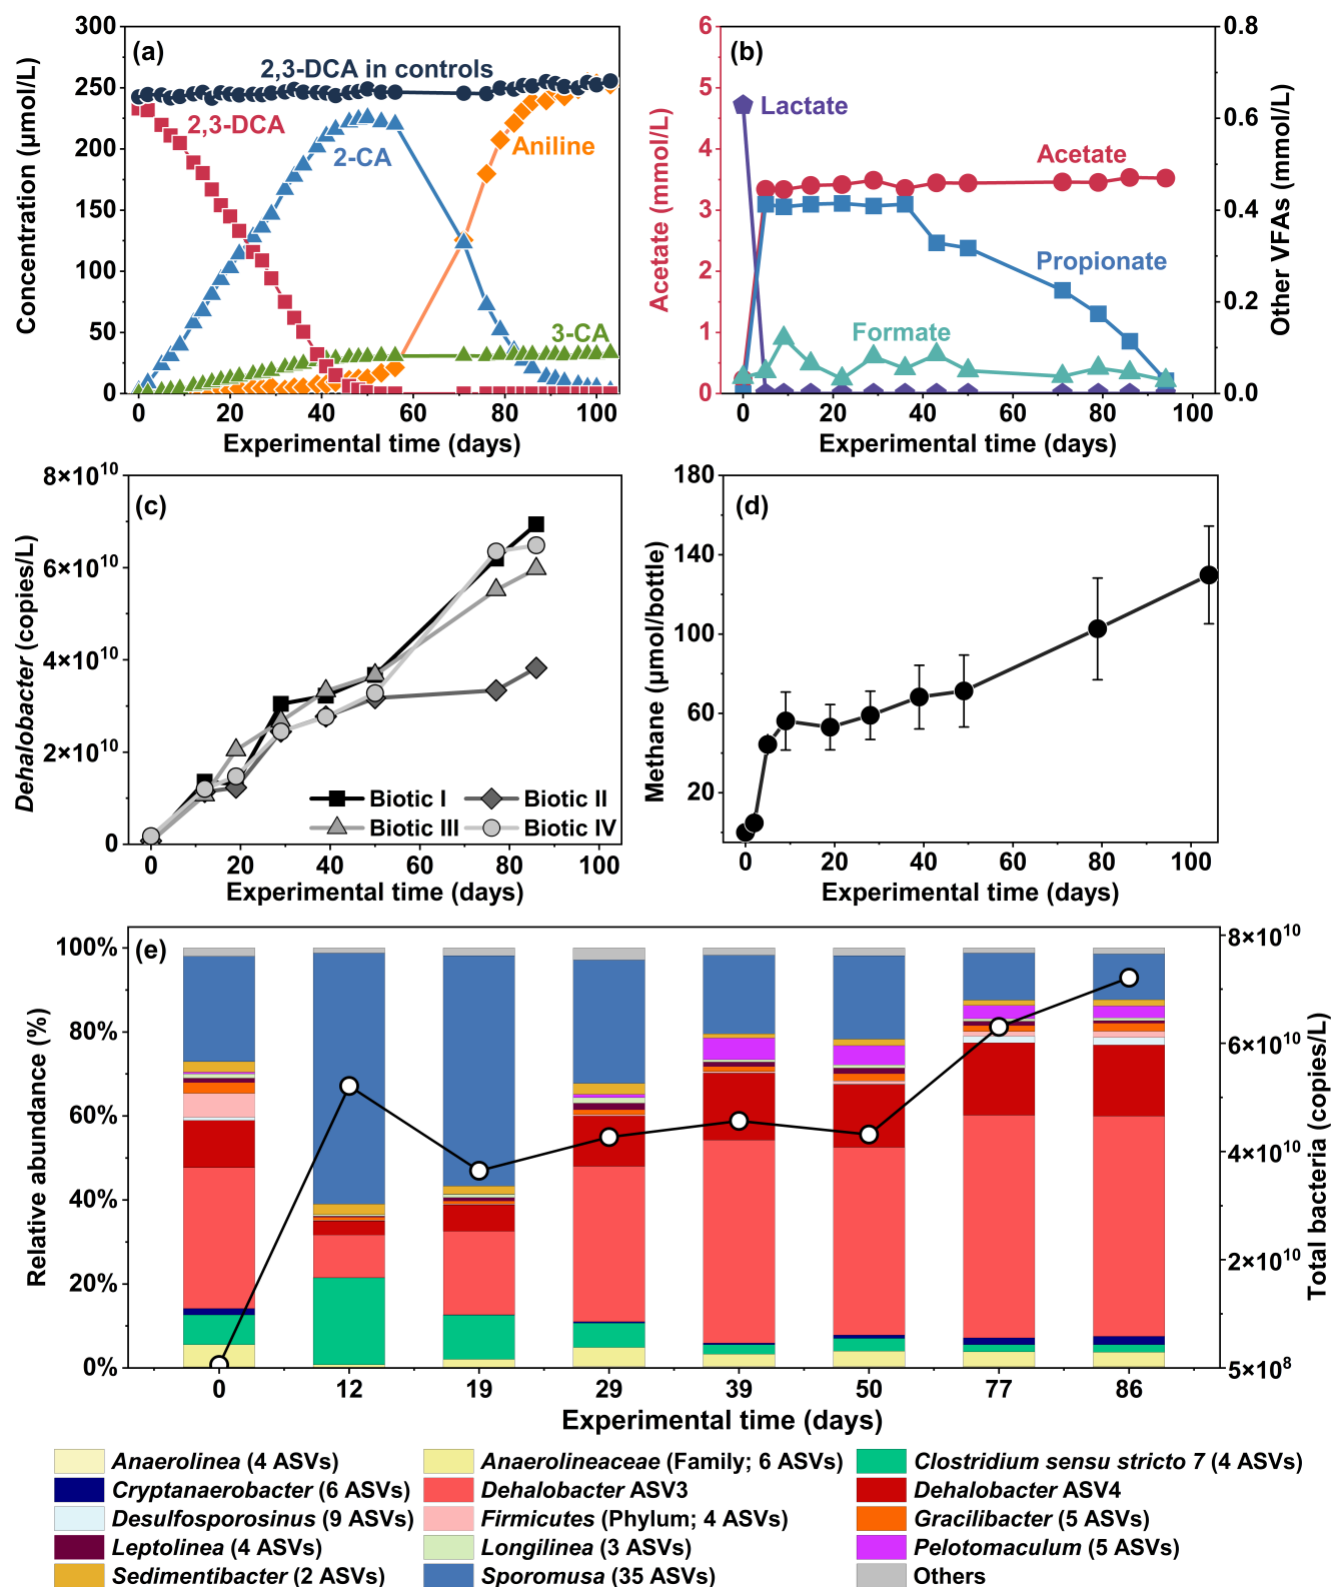 (a)
300
250
200
150
100
50
0
Concentration (µmol/L)
2,3-DCA in controls
2,3-DCA
2-CA
Aniline
3-CA
0 20 40 60 80 100
Experimental time (days)
(b)
6
5
4
3
2
1
0
Acetate (mmol/L)
0.8
0.6
0.4
0.2
0.0
Other VFAs (mmol/L)
Lactate
Acetate
Propionate
Formate
0 20 40 60 80 100
Experimental time (days)
(c)
8×10¹⁰
6×10¹⁰
4×10¹⁰
2×10¹⁰
0
Dehalobacter (copies/L)
Biotic I Biotic II
Biotic III Biotic IV
0 20 40 60 80 100
Experimental time (days)
(d)
180
140
100
60
20
Methane (µmol/bottle)
0 20 40 60 80 100
Experimental time (days)
(e)
100%
80%
60%
40%
20%
0%
Relative abundance (%)
8×10¹⁰
6×10¹⁰
4×10¹⁰
2×10¹⁰
5×10⁸
Total bacteria (copies/L)
0 12 19 29 39 50 77 86
Experimental time (days)
Anaerolinea (4 ASVs) Anaerolineaceae (Family; 6 ASVs) Clostridium sensu stricto 7 (4 ASVs)
Cryptanaerobacter (6 ASVs) Dehalobacter ASV3 Dehalobacter ASV4
Desulfosporosinus (9 ASVs) Firmicutes (Phylum; 4 ASVs) Gracilibacter (5 ASVs)
Leptolinea (4 ASVs) Longilinea (3 ASVs) Pelotomaculum (5 ASVs)
Sedimentibacter (2 ASVs) Sporomusa (35 ASVs) Others